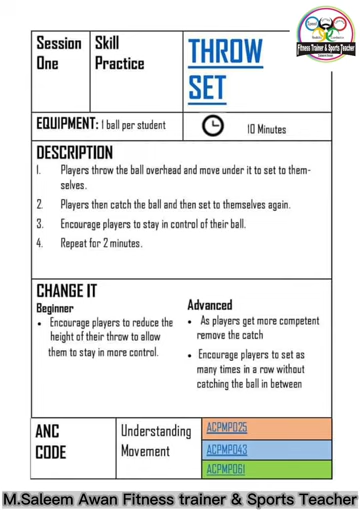 Fitness Trainer & Sports Teacher
Session
One
Skill
Practice
THROW
SET
EQUIPMENT: 1 ball per student
10 Minutes
DESCRIPTION
1. Players throw the ball overhead and move under it to set to them-
selves.
2. Players then catch the ball and then set to themselves again.
3. Encourage players to stay in control of their ball.
4. Repeat for 2 minutes.
CHANGE IT
Beginner
• Encourage players to reduce the
height of their throw to allow
them to stay in more control.
Advanced
• As players get more competent
remove the catch
• Encourage players to set as
many times in a row without
catching the ball in between
ANC
CODE
Understanding
Movement
ACPMP025
ACPMP043
ACPMP061
M.Saleem Awan Fitness trainer & Sports Teacher